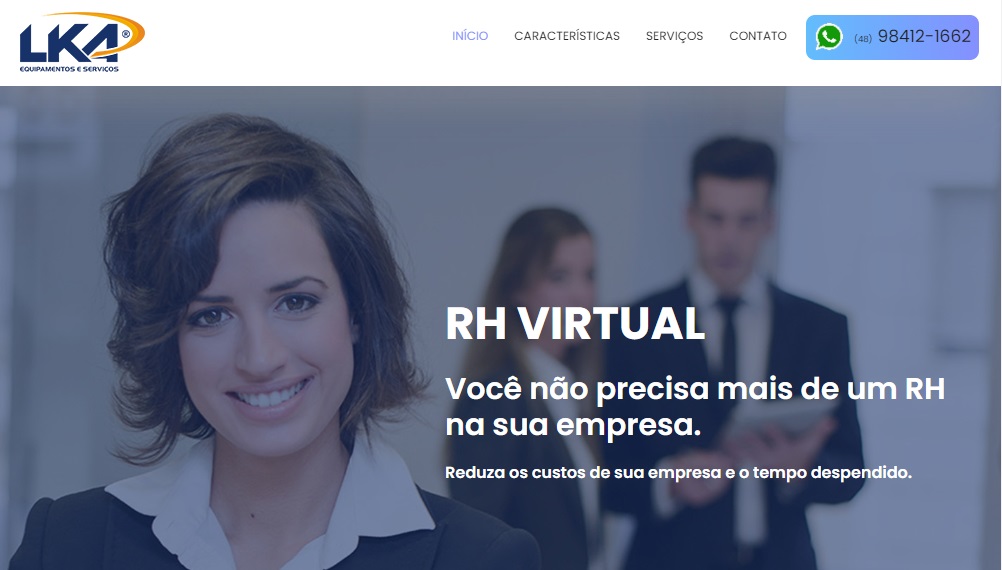 LKA®
EQUIPAMENTOS E SERVIÇOS
INÍCIO
CARACTERÍSTICAS
SERVIÇOS
CONTATO
(48) 98412-1662
RH VIRTUAL
Você não precisa mais de um RH
na sua empresa.
Reduza os custos de sua empresa e o tempo despendido.